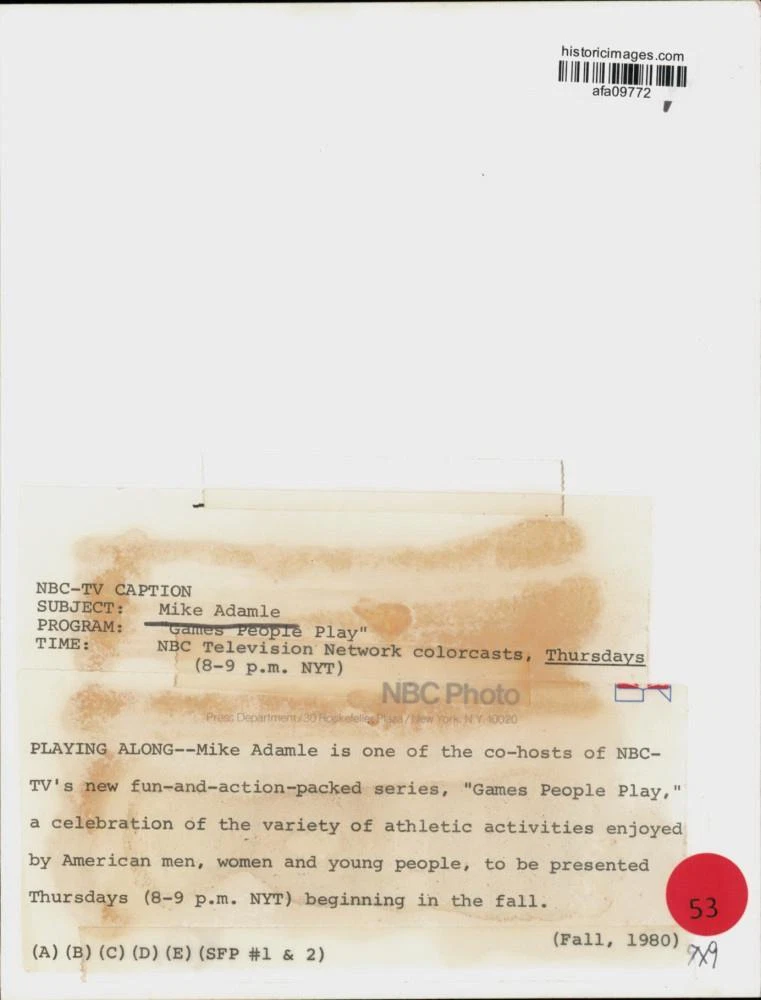 historicimages.com
afa09772
NBC-TV CAPTION
SUBJECT: Mike Adamle
PROGRAM: "Games People Play"
TIME: NBC Television Network colorcasts, Thursdays
(8-9 p.m. NYT)
NBC Photo
Press Department/30 Rockefeller Plaza/New York, N.Y. 10020
PLAYING ALONG--Mike Adamle is one of the co-hosts of NBC-
TV's new fun-and-action-packed series, "Games People Play,"
a celebration of the variety of athletic activities enjoyed
by American men, women and young people, to be presented
Thursdays (8-9 p.m. NYT) beginning in the fall.
53
(Fall, 1980)
7X9
(A)(B)(C)(D)(E)(SFP #1 & 2)